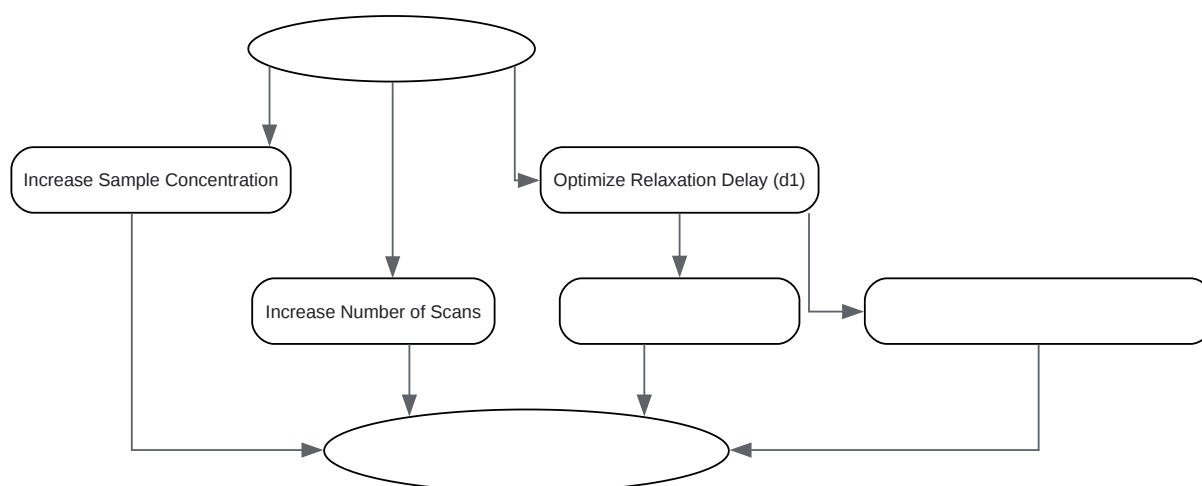 Increase Sample Concentration
Optimize Relaxation Delay (d1)
Increase Number of Scans